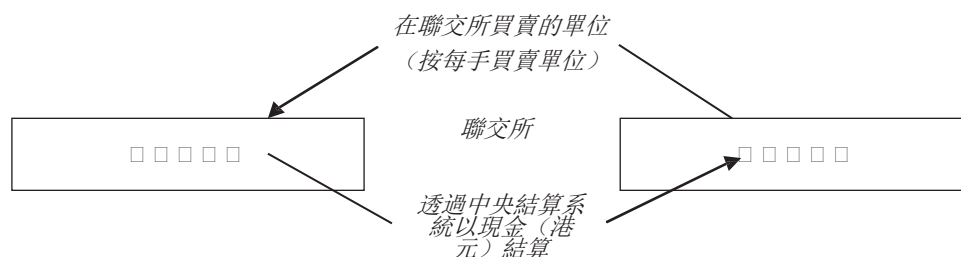 在聯交所買賣的單位
（按每手買賣單位）
聯交所
透過中央結算系
統以現金（港
元）結算